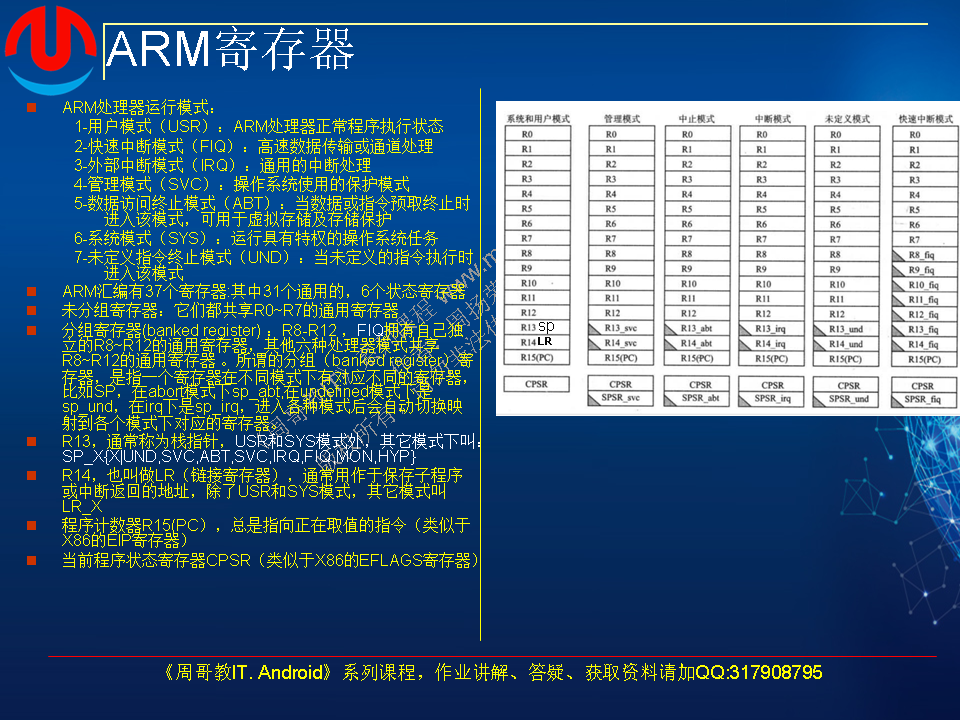 ARM寄存器
ARM处理器运行模式：
1-用户模式（USR）：ARM处理器正常程序执行状态
2-快速中断模式（FIQ）：高速数据传输或通道处理
3-外部中断模式（IRQ）：通用的中断处理
4-管理模式（SVC）：操作系统使用的保护模式
5-数据访问终止模式（ABT）：当数据或指令预取终止时
进入该模式，可用于虚拟存储及存储保护
6-系统模式（SYS）：运行具有特权的操作系统任务
7-未定义指令终止模式（UND）：当未定义的指令执行时
进入该模式
ARM汇编有37个寄存器:其中31个通用的，6个状态寄存器
未分组寄存器：它们都共享R0~R7的通用寄存器
分组寄存器(banked register)：R8-R12，FIQ拥有自己独
立的R8~R12的通用寄存器，其他六种处理器模式共享
R8~R12的通用寄存器 。所谓的分组（banked register）寄
存器，是指一个寄存器在不同模式下有对应不同的寄存器，
比如SP，在abort模式下sp_abt,在undefined模式下是
sp_und，在irq下是sp_irq，进入各种模式后会自动切换映
射到各个模式下对应的寄存器。
R13，通常称为栈指针，USR和SYS模式处，其它模式下叫：
SP_X{X|UND,SVC,ABT,SVC,IRQ,FIQ,MON,HYP}
R14，也叫做LR（链接寄存器），通常用作于保存子程序
或中断返回的地址，除了USR和SYS模式，其它模式叫
LR_X
程序计数器R15(PC），总是指向正在取值的指令（类似于
X86的EIP寄存器）
当前程序状态寄存器CPSR（类似于X86的EFLAGS寄存器）
系统和用户模式 管理模式 中止模式 中断模式 未定义模式 快速中断模式
R0 R0 R0 R0 R0 R0
R1 R1 R1 R1 R1 R1
R2 R2 R2 R2 R2 R2
R3 R3 R3 R3 R3 R3
R4 R4 R4 R4 R4 R4
R5 R5 R5 R5 R5 R5
R6 R6 R6 R6 R6 R6
R7 R7 R7 R7 R7 R7
R8 R8 R8 R8 R8 R8_fiq
R9 R9 R9 R9 R9 R9_fiq
R10 R10 R10 R10 R10 R10_fiq
R11 R11 R11 R11 R11 R11_fiq
R12 R12 R12 R12 R12 R12_fiq
R13 sp R13_svc R13_abt R13_irq R13_und R13_fiq
R14 LR R14_svc R14_abt R14_irq R14_und R14_fiq
R15(PC) R15(PC) R15(PC) R15(PC) R15(PC) R15(PC)
CPSR CPSR CPSR CPSR CPSR CPSR
SPSR_svc SPSR_abt SPSR_irq SPSR_und SPSR_fiq
《周哥教IT. Android》系列课程，作业讲解、答疑、获取资料请加QQ:317908795